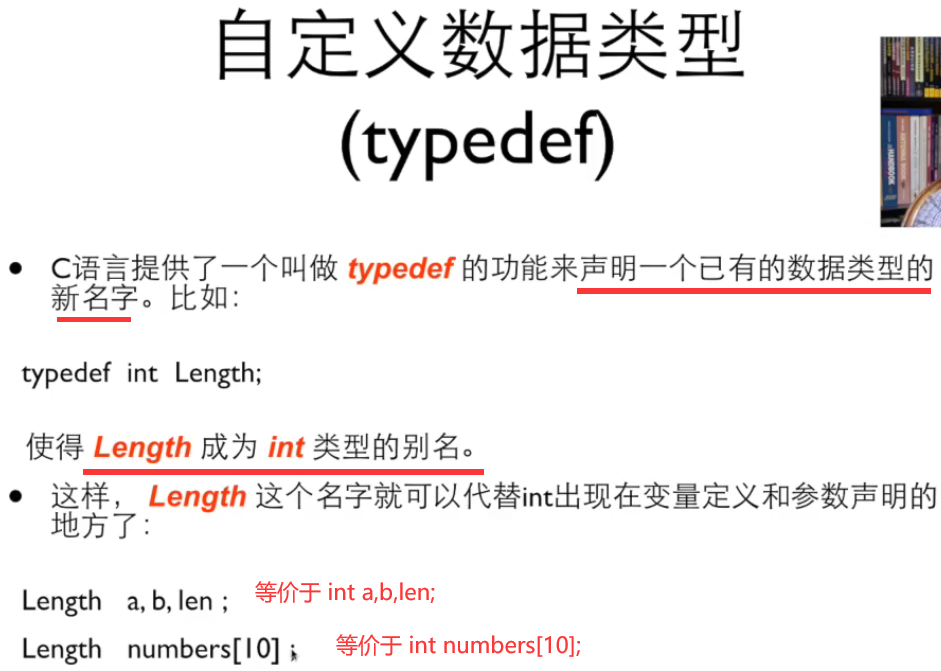 自定义数据类型
(typedef)
● C语言提供了一个叫做 typedef 的功能来声明一个已有的数据类型的
新名字。比如：
typedef int Length;
使得 Length 成为 int 类型的别名。
● 这样， Length 这个名字就可以代替int出现在变量定义和参数声明的
地方了：
Length a, b, len ; 等价于 int a,b,len;
Length numbers[10] ; 等价于 int numbers[10];